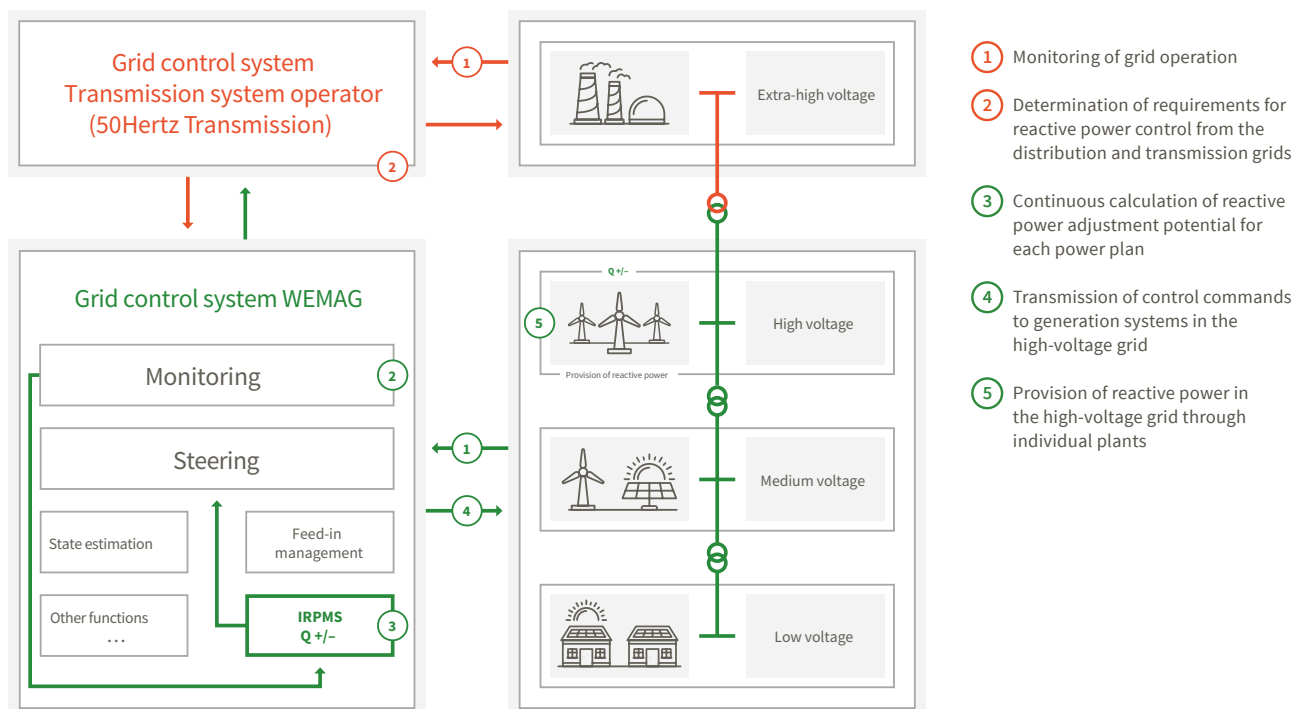 Grid control system
Transmission system operator
(50Hertz Transmission)
2
1
Extra-high voltage
Grid control system WEMAG
Monitoring
2
Steering
State estimation
Feed-in
management
Other functions
...
IRPMS
Q +/–
3
1
4
Q +/–
5
High voltage
Provision of reactive power
Medium voltage
Low voltage
1 Monitoring of grid operation
2 Determination of requirements for
reactive power control from the
distribution and transmission grids
3 Continuous calculation of reactive
power adjustment potential for
each power plan
4 Transmission of control commands
to generation systems in the
high-voltage grid
5 Provision of reactive power in
the high-voltage grid through
individual plants